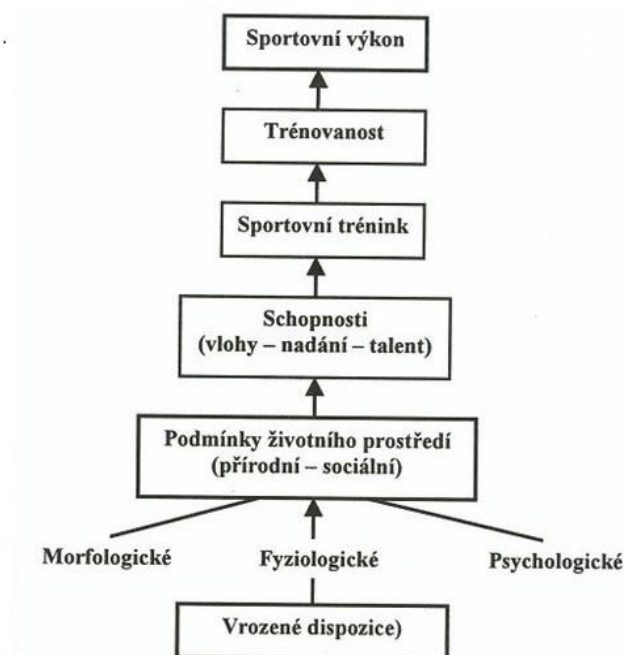 Sportovní výkon
Trénovanost
Sportovní trénink
Schopnosti
(vlohy – nadání – talent)
Podmínky životního prostředí
(přírodní – sociální)
Morfologické Fyziologické Psychologické
Vrozené dispozice)